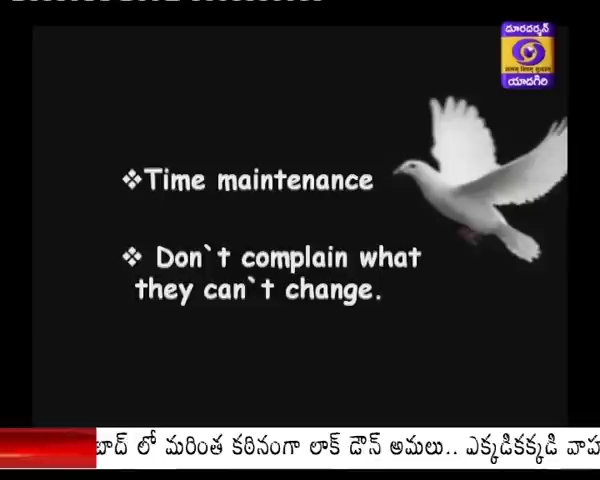 దూరదర్శన్
యాదగిరి
❖Time maintenance
❖ Don`t complain what
they can`t change.
బాద్ లో మరింత కఠినంగా లాక్ డౌన్ అమలు.. ఎక్కడికక్కడి వాహ